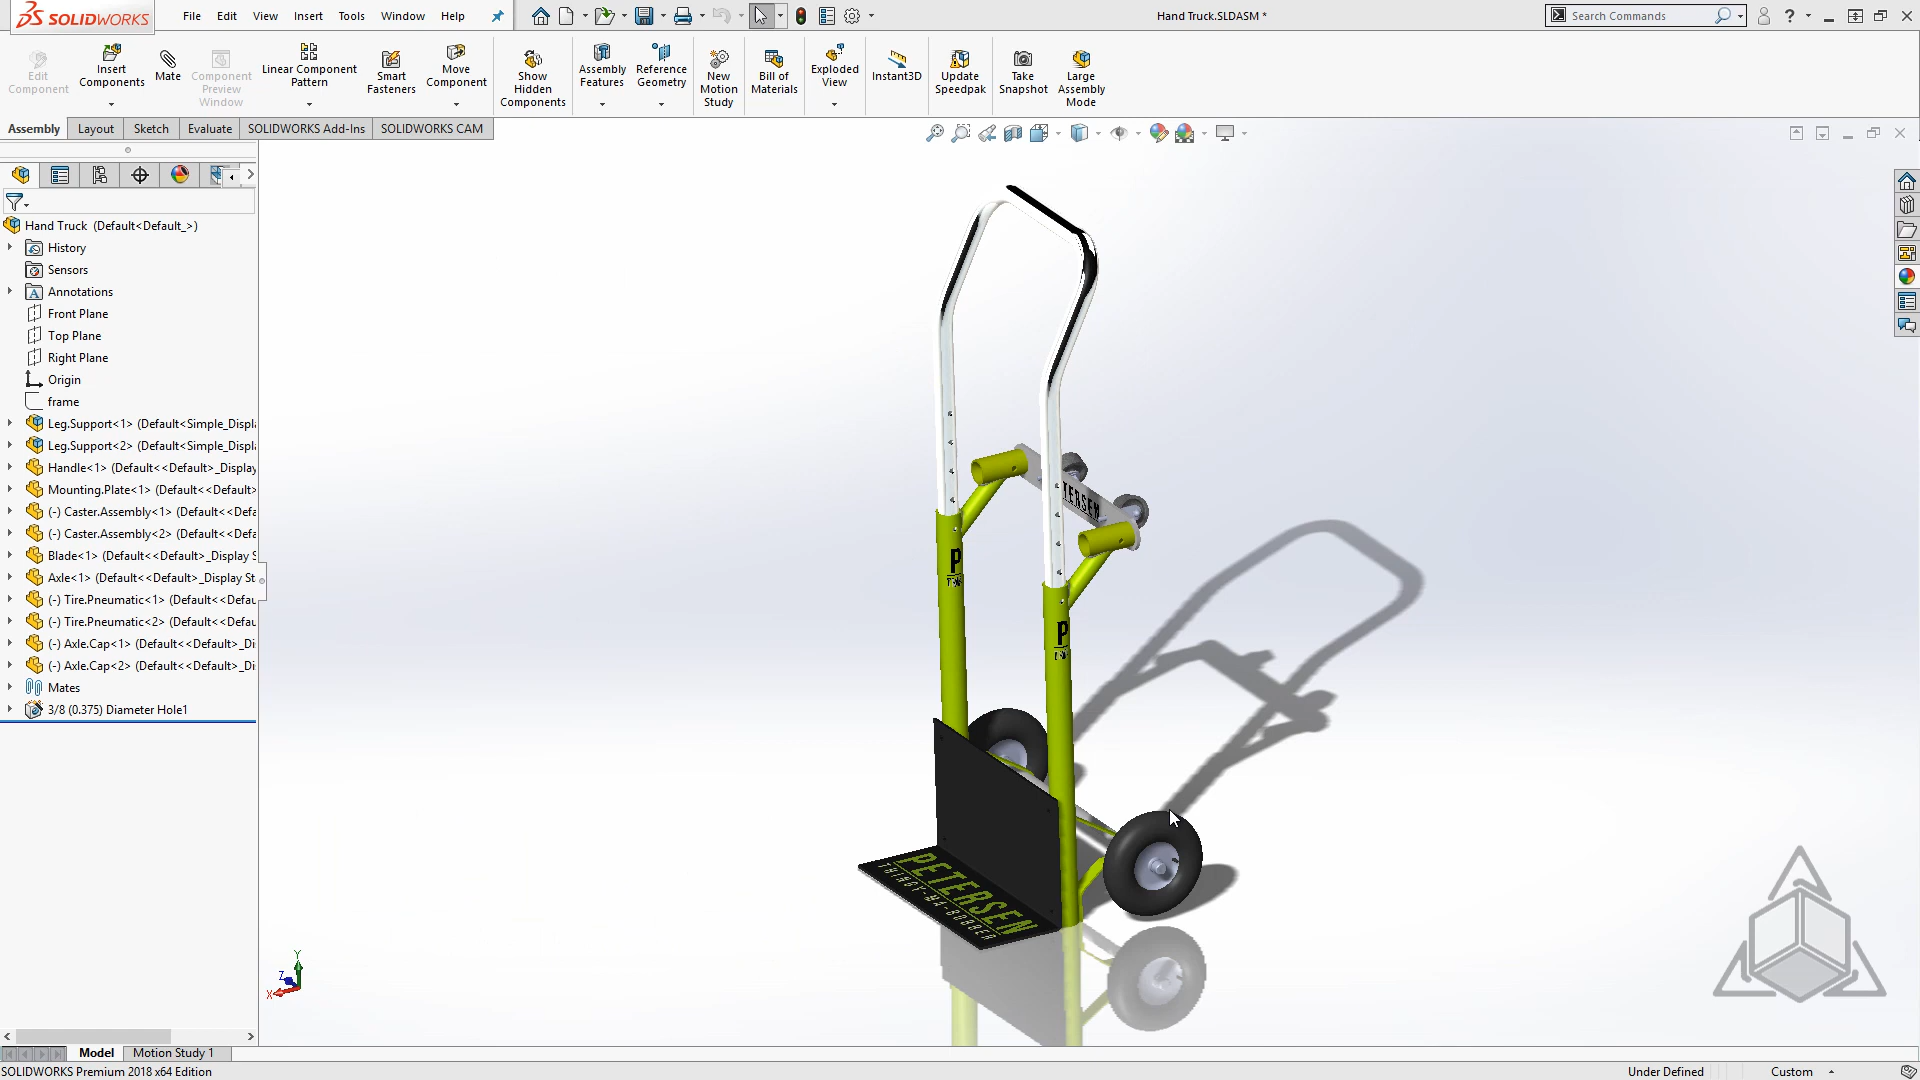 SOLIDWORKS
File Edit View Insert Tools Window Help
Hand Truck.SLDASM *
Search Commands
Edit Component
Insert Components
Mate
Component Preview Window
Linear Component Pattern
Smart Fasteners
Move Component
Show Hidden Components
Assembly Features
Reference Geometry
New Motion Study
Bill of Materials
Exploded View
Instant3D
Update Speedpak
Take Snapshot
Large Assembly Mode
Assembly Layout Sketch Evaluate SOLIDWORKS Add-Ins SOLIDWORKS CAM
Hand Truck (Default<Default_>)
History
Sensors
Annotations
Front Plane
Top Plane
Right Plane
Origin
frame
Leg.Support<1> (Default<Simple_Displ
Leg.Support<2> (Default<Simple_Displ
Handle<1> (Default<<Default>_Display
Mounting.Plate<1> (Default<<Default>
(-) Caster.Assembly<1> (Default<<Defa
(-) Caster.Assembly<2> (Default<<Defa
Blade<1> (Default<<Default>_Display S
Axle<1> (Default<<Default>_Display St
(-) Tire.Pneumatic<1> (Default<<Defau
(-) Tire.Pneumatic<2> (Default<<Defau
(-) Axle.Cap<1> (Default<<Default>_Di
(-) Axle.Cap<2> (Default<<Default>_Di
Mates
3/8 (0.375) Diameter Hole1
TERSEN
P
P
PETERSEN
THINGY-MA-BOBBER
Y
Z
X
Model Motion Study 1
SOLIDWORKS Premium 2018 x64 Edition
Under Defined
Custom